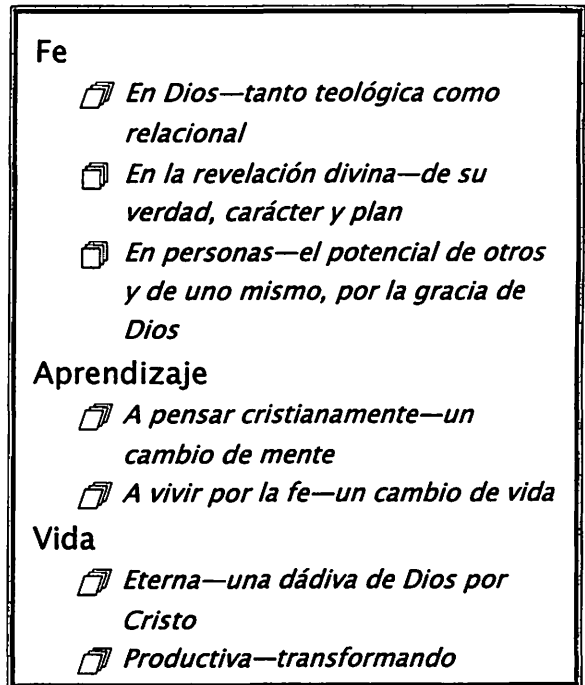 Fe
En Dios—tanto teológica como
relacional
En la revelación divina—de su
verdad, carácter y plan
En personas—el potencial de otros
y de uno mismo, por la gracia de
Dios
Aprendizaje
A pensar cristianamente—un
cambio de mente
A vivir por la fe—un cambio de vida
Vida
Eterna—una dádiva de Dios por
Cristo
Productiva—transformando